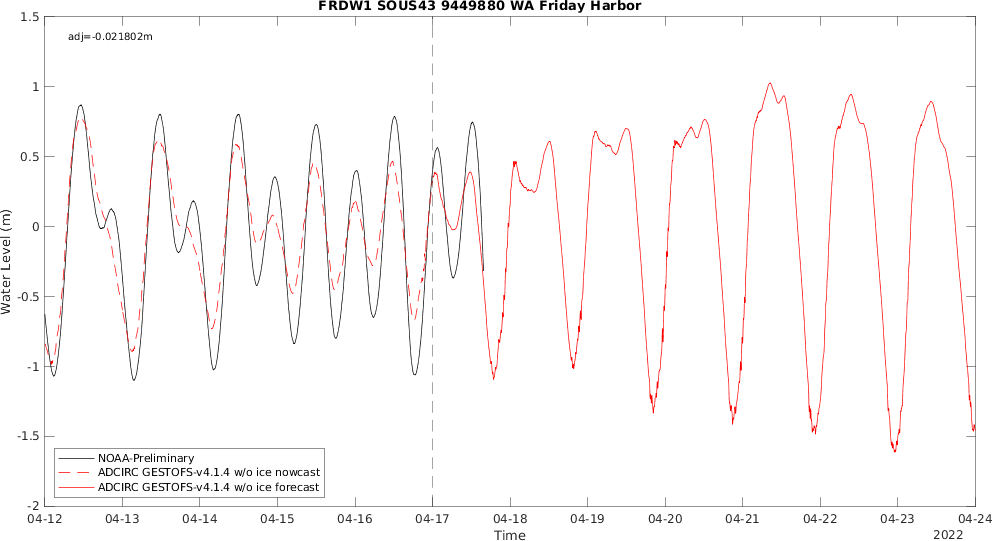 FRDW1 SOUS43 9449880 WA Friday Harbor
adj=-0.021802m
1.5
1
0.5
0
-0.5
-1
-1.5
-2
Water Level (m)
NOAA-Preliminary
ADCIRC GESTOFS-v4.1.4 w/o ice nowcast
ADCIRC GESTOFS-v4.1.4 w/o ice forecast
04-12 04-13 04-14 04-15 04-16 04-17 04-18 04-19 04-20 04-21 04-22 04-23 04-24
Time
2022